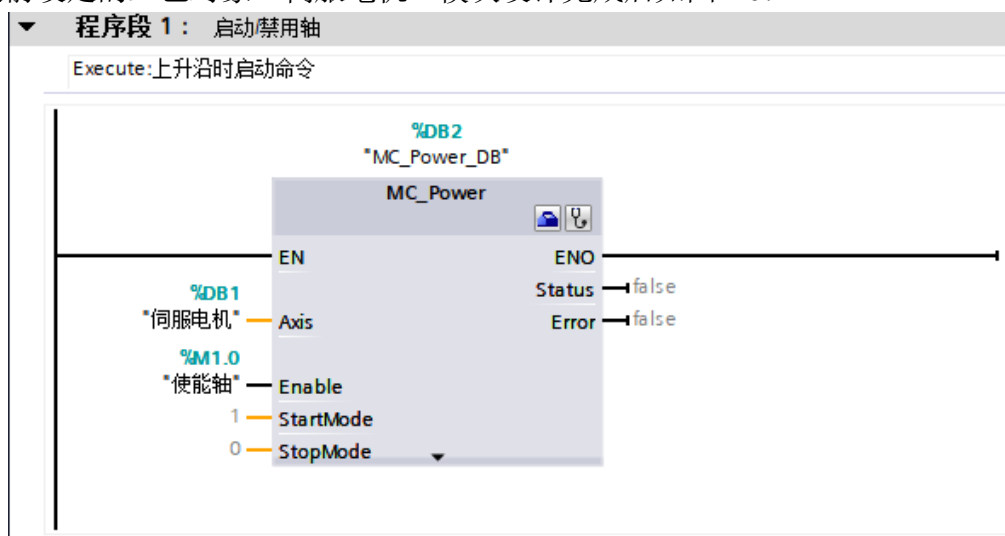 程序段 1： 启动/禁用轴
Execute:上升沿时启动命令
%DB2
"MC_Power_DB"
MC_Power
EN
ENO
%DB1
Status
false
"伺服电机"
Axis
Error
false
%M1.0
"使能轴"
Enable
1
StartMode
0
StopMode